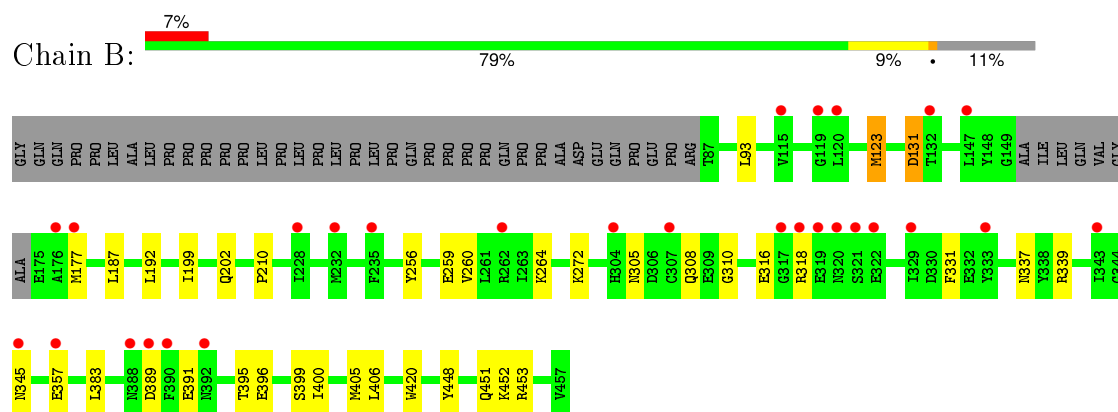 7%
Chain B:
79% 9% • 11%
GLY GLN GLN PRO PRO LEU ALA LEU PRO PRO PRO PRO PRO PRO PRO LEU PRO LEU PRO LEU PRO GLN PRO PRO PRO PRO GLN PRO PRO ALA ASP GLU GLN PRO GLU PRO ARG T87 L93 V115 G119 L120 M123 D131 T132 L147 Y148 G149 ALA ILE LEU GLN VAL GLY
ALA E175 A176 M177 L187 L192 I199 Q202 P210 I228 M232 F235 Y256 E259 V260 L261 R262 I263 K264 K272 H304 N305 D306 C307 Q308 E309 G310 E316 G317 R318 E319 N320 S321 E322 I329 D330 F331 E332 Y333 N337 Y338 R339 I343 G344
N345 E357 L383 N388 D389 F390 E391 N392 T395 E396 S399 I400 M405 L406 W420 Y448 Q451 K452 R453 V457